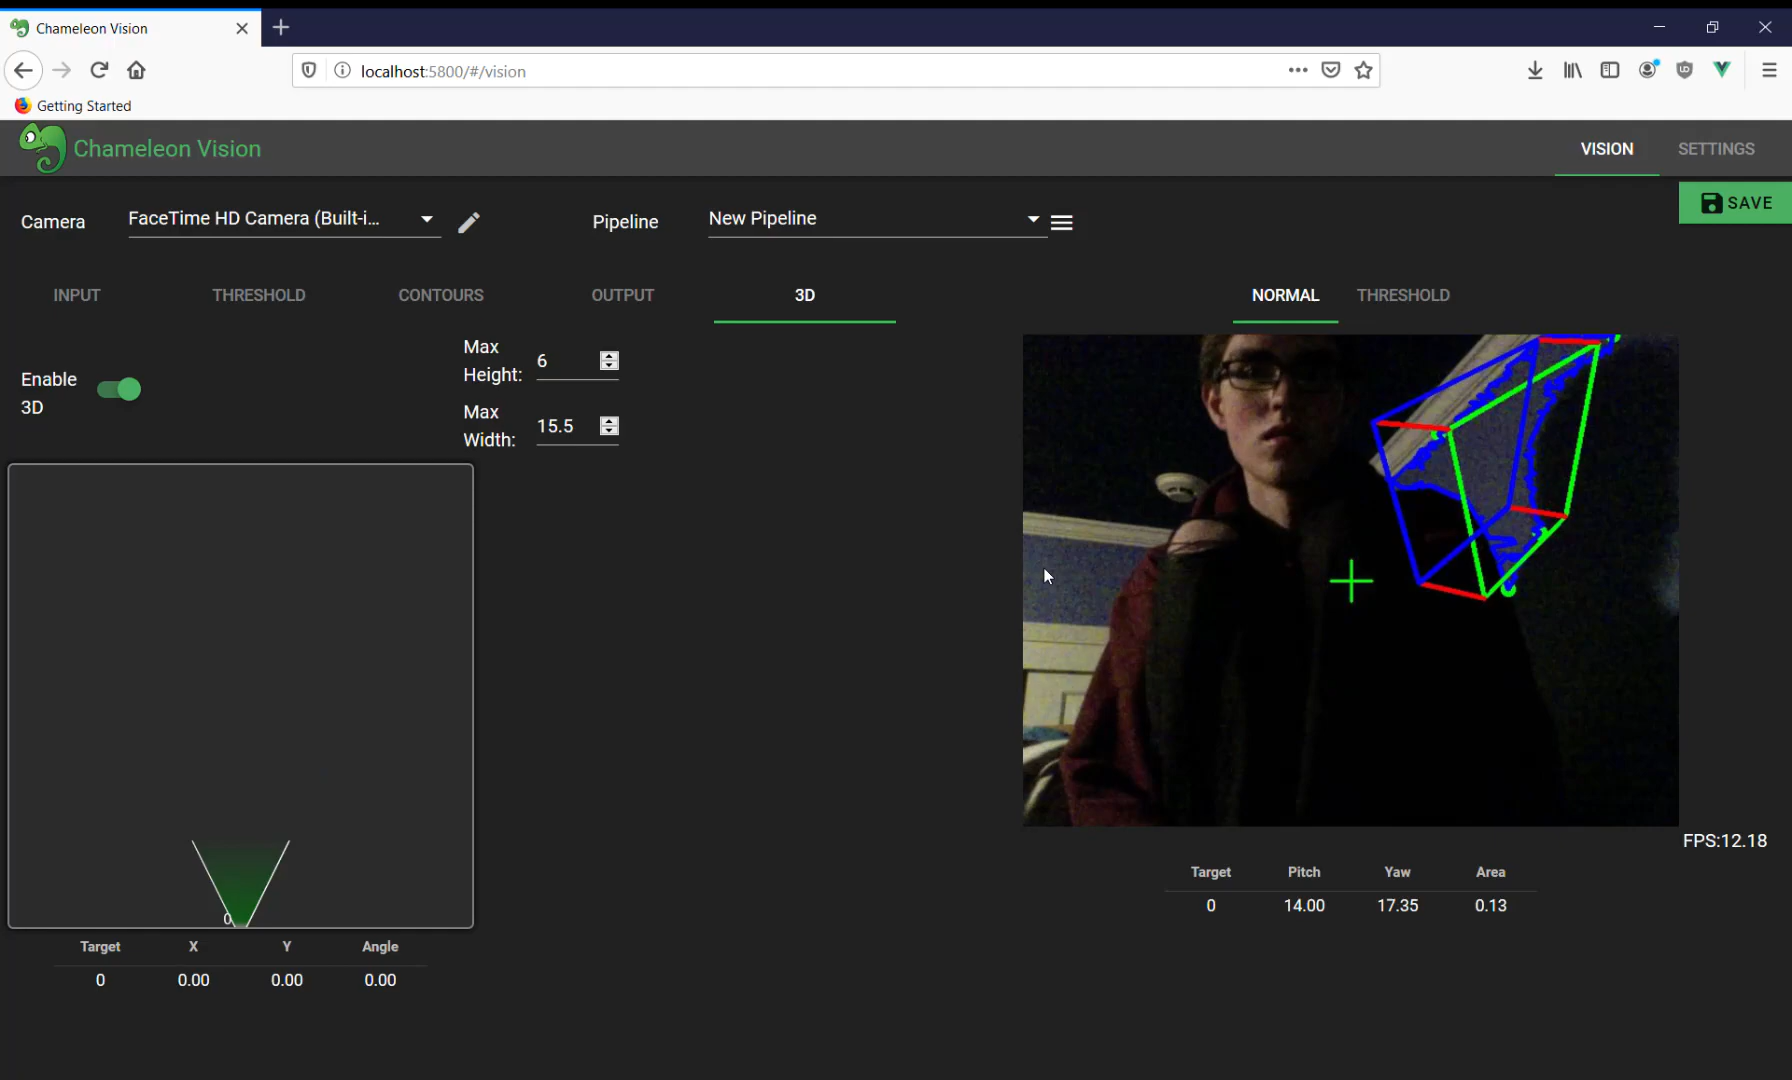 Chameleon Vision
localhost:5800/#/vision
Getting Started
Chameleon Vision
VISION
SETTINGS
SAVE
Camera
FaceTime HD Camera (Built-i...
Pipeline
New Pipeline
INPUT
THRESHOLD
CONTOURS
OUTPUT
3D
NORMAL
THRESHOLD
Enable
3D
Max
Height:
6
Max
Width:
15.5
0
Target X Y Angle
0 0.00 0.00 0.00
FPS:12.18
Target Pitch Yaw Area
0 14.00 17.35 0.13